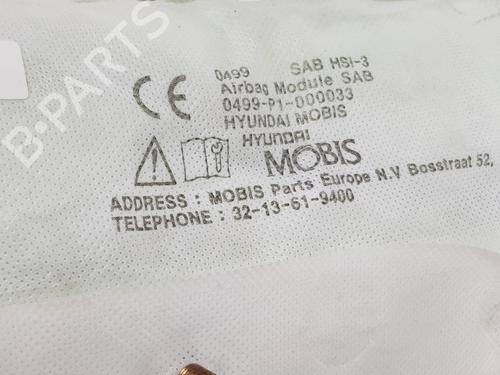 B-PARTS
CE 0499 SAB HSI-3
Airbag Module SAB
0499-P1-000033
HYUNDAI MOBIS
HYUNDAI
MOBIS
ADDRESS : MOBIS Parts Europe N.V Bosstraat 52,
TELEPHONE : 32-13-61-9400